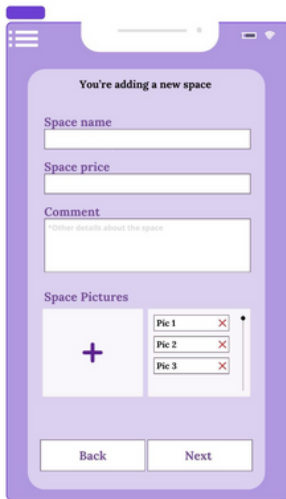 You're adding a new space
Space name
Space price
Comment
*Other details about the space
Space Pictures
+
Pic 1
Pic 2
Pic 3
Back Next